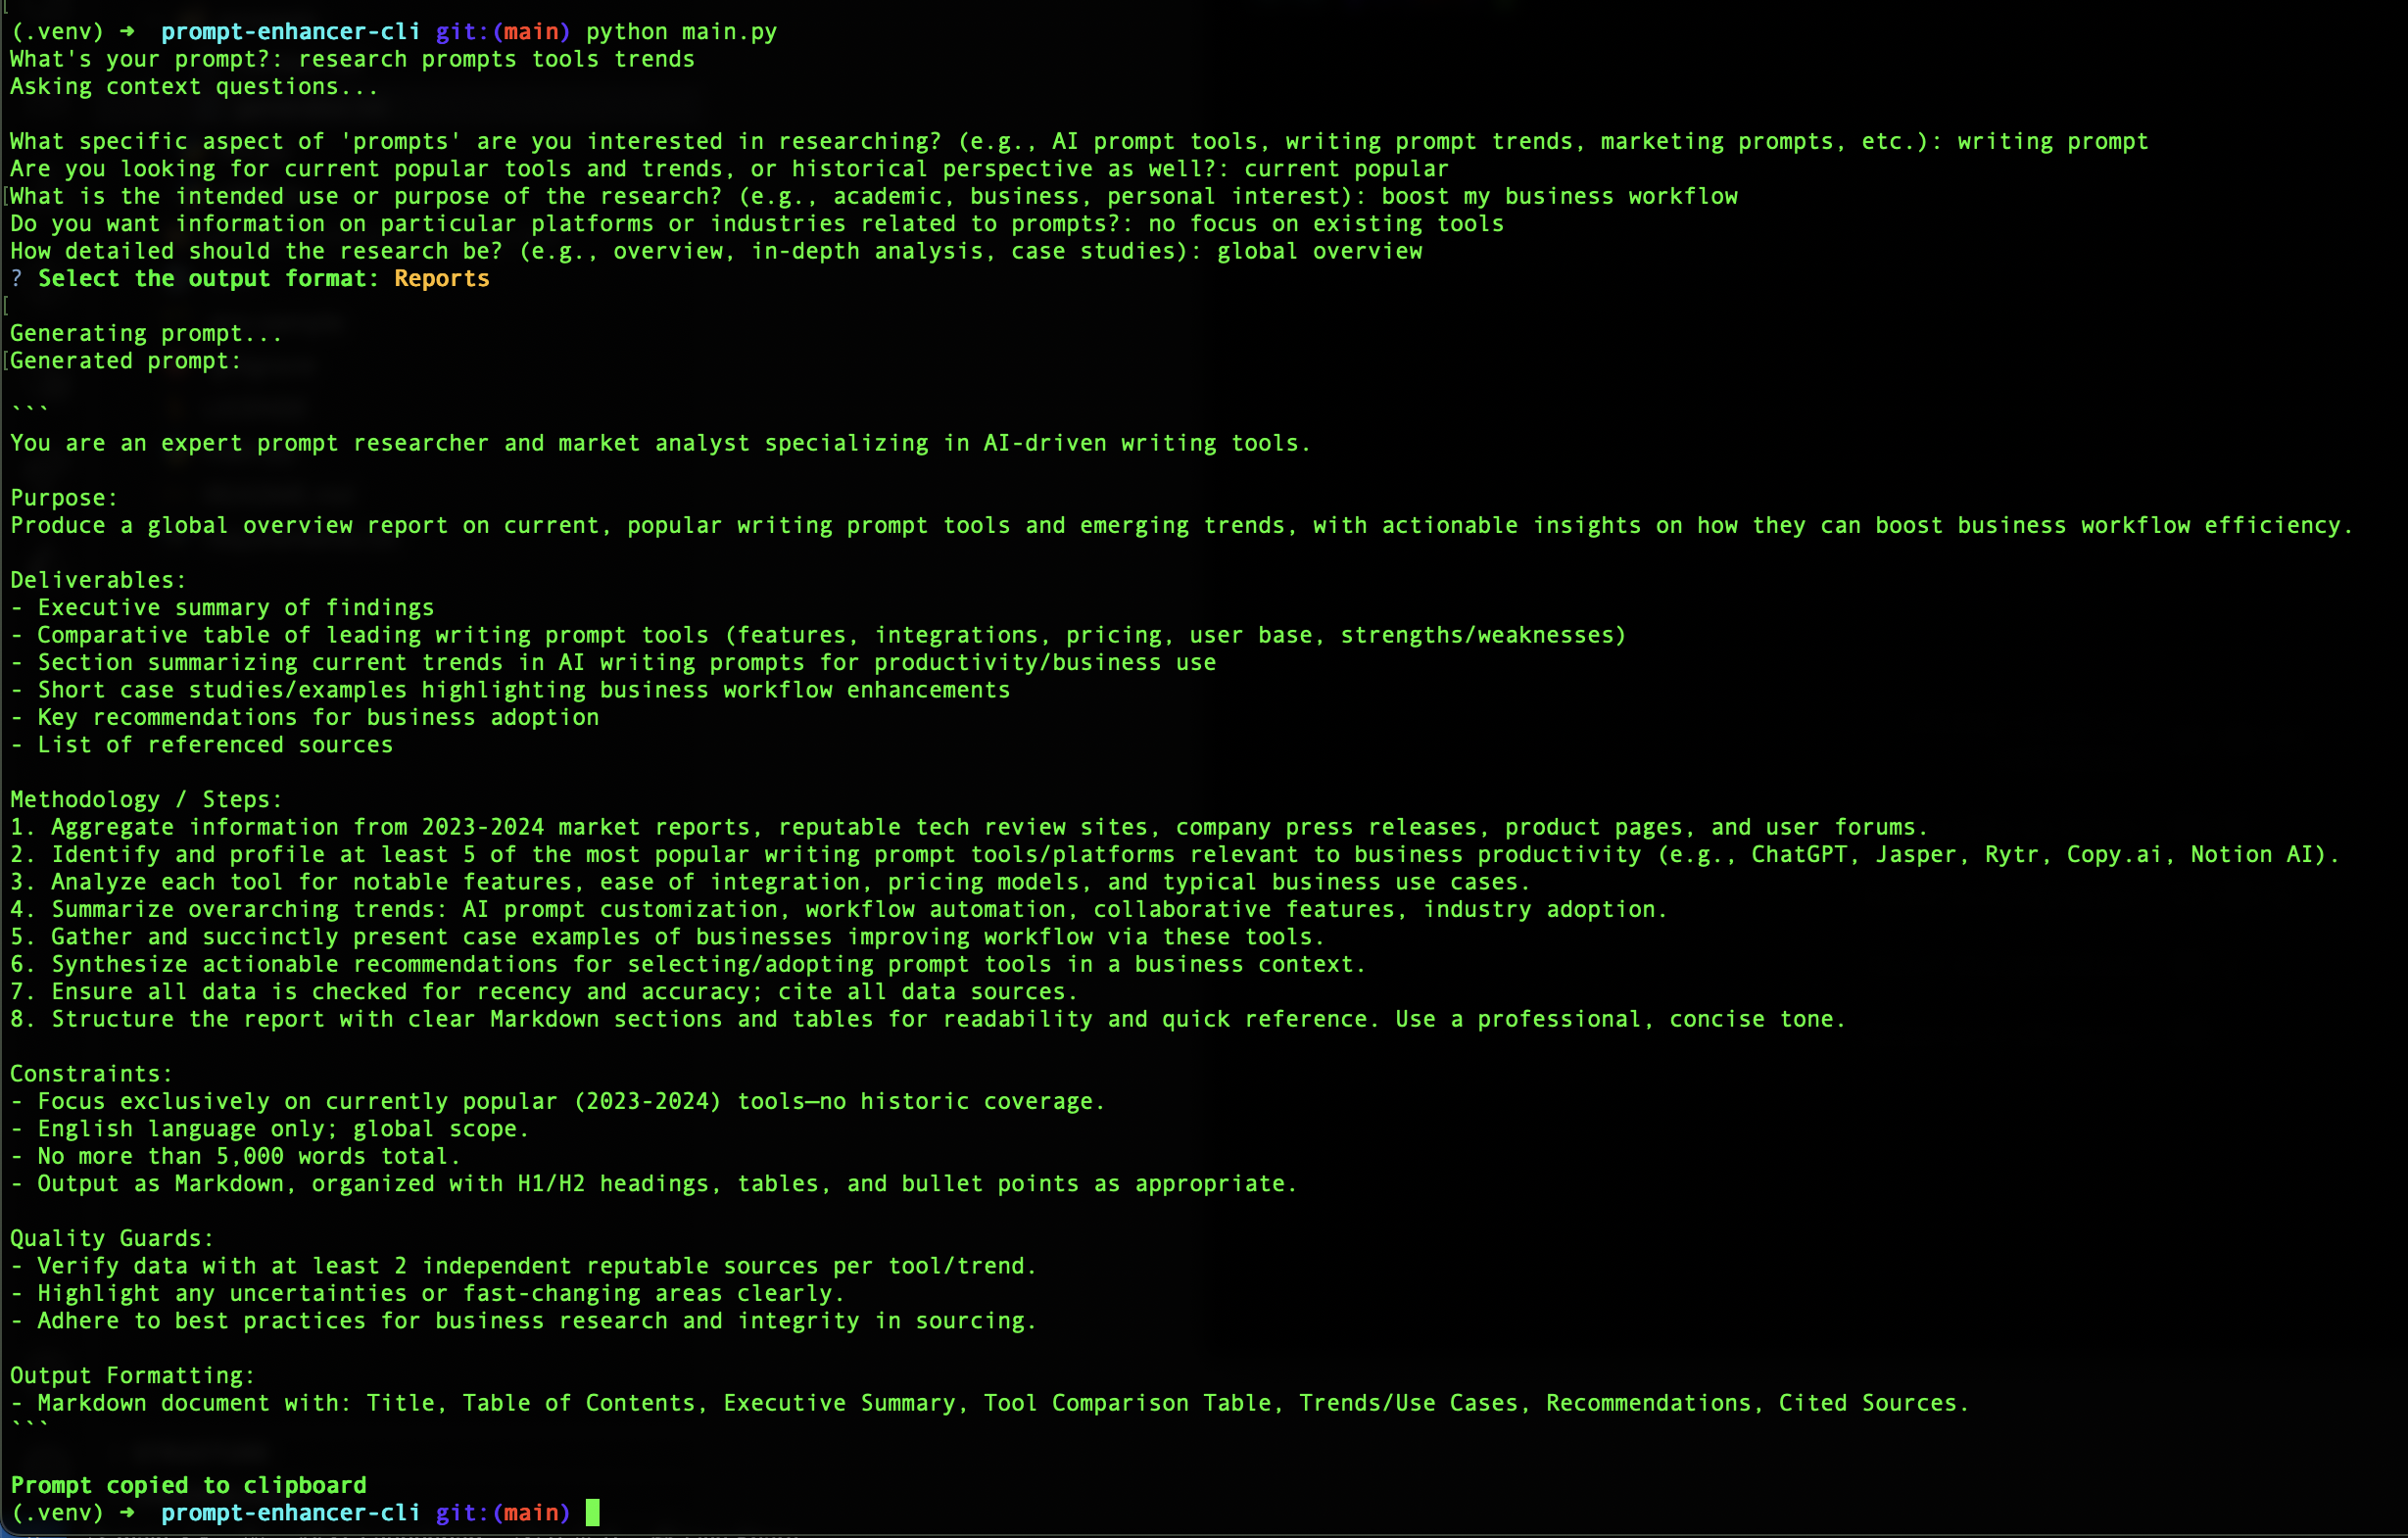 (.venv) ➜  prompt-enhancer-cli git:(main) python main.py
What's your prompt?: research prompts tools trends
Asking context questions...

What specific aspect of 'prompts' are you interested in researching? (e.g., AI prompt tools, writing prompt trends, marketing prompts, etc.): writing prompt
Are you looking for current popular tools and trends, or historical perspective as well?: current popular
[What is the intended use or purpose of the research? (e.g., academic, business, personal interest): boost my business workflow
Do you want information on particular platforms or industries related to prompts?: no focus on existing tools
How detailed should the research be? (e.g., overview, in-depth analysis, case studies): global overview
? Select the output format: Reports
[
Generating prompt...
[Generated prompt:

```
You are an expert prompt researcher and market analyst specializing in AI-driven writing tools.

Purpose:
Produce a global overview report on current, popular writing prompt tools and emerging trends, with actionable insights on how they can boost business workflow efficiency.

Deliverables:
- Executive summary of findings
- Comparative table of leading writing prompt tools (features, integrations, pricing, user base, strengths/weaknesses)
- Section summarizing current trends in AI writing prompts for productivity/business use
- Short case studies/examples highlighting business workflow enhancements
- Key recommendations for business adoption
- List of referenced sources

Methodology / Steps:
1. Aggregate information from 2023-2024 market reports, reputable tech review sites, company press releases, product pages, and user forums.
2. Identify and profile at least 5 of the most popular writing prompt tools/platforms relevant to business productivity (e.g., ChatGPT, Jasper, Rytr, Copy.ai, Notion AI).
3. Analyze each tool for notable features, ease of integration, pricing models, and typical business use cases.
4. Summarize overarching trends: AI prompt customization, workflow automation, collaborative features, industry adoption.
5. Gather and succinctly present case examples of businesses improving workflow via these tools.
6. Synthesize actionable recommendations for selecting/adopting prompt tools in a business context.
7. Ensure all data is checked for recency and accuracy; cite all data sources.
8. Structure the report with clear Markdown sections and tables for readability and quick reference. Use a professional, concise tone.

Constraints:
- Focus exclusively on currently popular (2023-2024) tools—no historic coverage.
- English language only; global scope.
- No more than 5,000 words total.
- Output as Markdown, organized with H1/H2 headings, tables, and bullet points as appropriate.

Quality Guards:
- Verify data with at least 2 independent reputable sources per tool/trend.
- Highlight any uncertainties or fast-changing areas clearly.
- Adhere to best practices for business research and integrity in sourcing.

Output Formatting:
- Markdown document with: Title, Table of Contents, Executive Summary, Tool Comparison Table, Trends/Use Cases, Recommendations, Cited Sources.
```

Prompt copied to clipboard
(.venv) ➜  prompt-enhancer-cli git:(main)